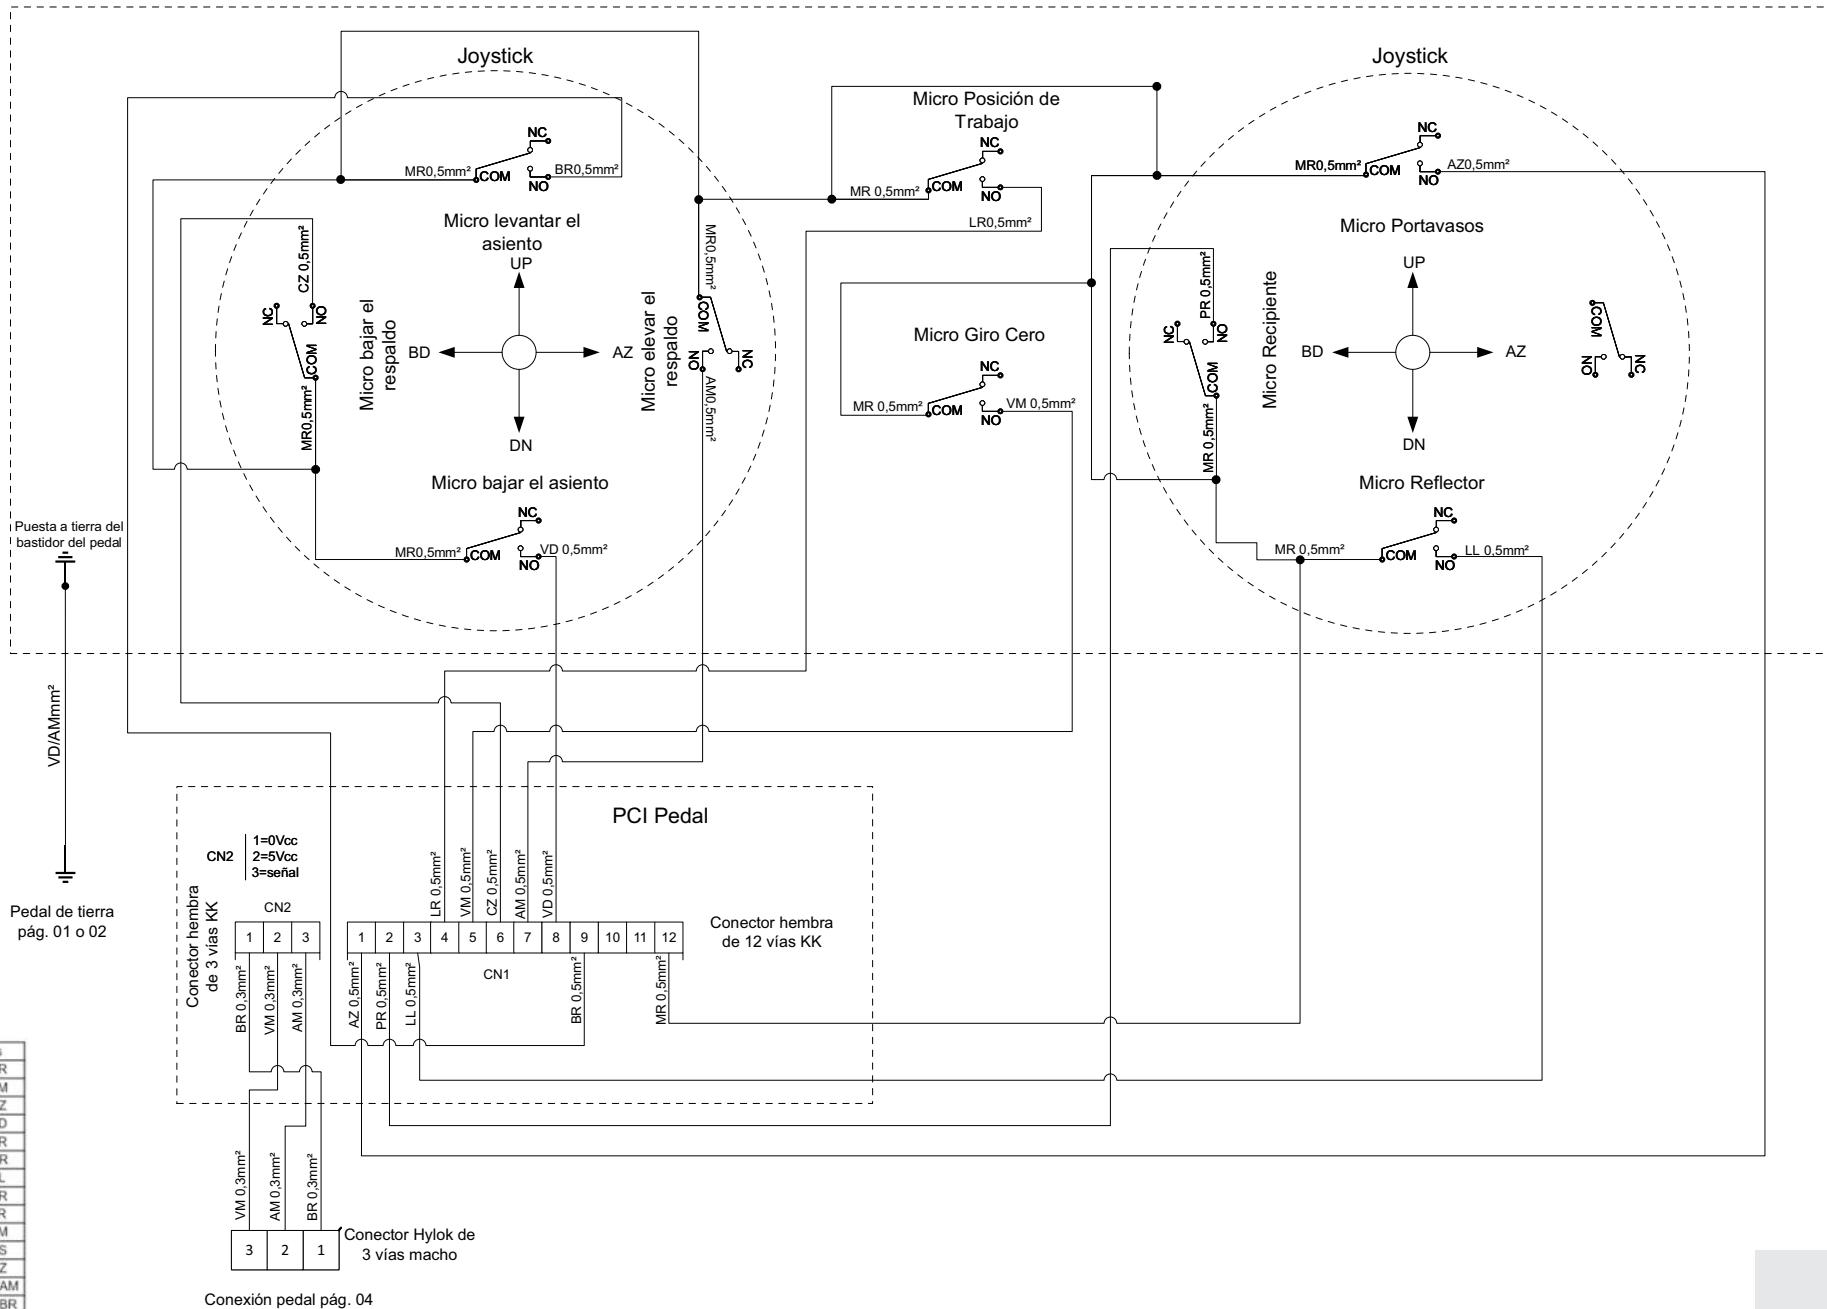 Joystick
Joystick
Micro Posición de
Trabajo
NC
MR0,5mm²
COM
NO
BR0,5mm²
NC
MR 0,5mm²
COM
NO
LR0,5mm²
NC
MR0,5mm²
COM
NO
AZ0,5mm²
Micro levantar el
asiento
UP
BD
AZ
DN
CZ 0,5mm²
NC
NO
COM
MR0,5mm²
Micro bajar el
respaldo
Micro elevar el
respaldo
MR0,5mm²
COM
NO
NC
AM0,5mm²
Micro bajar el asiento
NC
MR0,5mm²
COM
NO
VD 0,5mm²
Micro Giro Cero
NC
MR 0,5mm²
COM
NO
VM 0,5mm²
Micro Portavasos
UP
BD
AZ
DN
PR 0,5mm²
NC
NO
COM
MR 0,5mm²
Micro Recipiente
COM
NO
NC
Micro Reflector
NC
MR 0,5mm²
COM
NO
LL 0,5mm²
Puesta a tierra del
bastidor del pedal
VD/AMmm²
Pedal de tierra
pág. 01 o 02
PCI Pedal
CN2
1=0Vcc
2=5Vcc
3=señal
Conector hembra
de 3 vías KK
CN2
1 2 3
BR 0,3mm²
VM 0,3mm²
AM 0,3mm²
LR 0,5mm²
VM 0,5mm²
CZ 0,5mm²
AM 0,5mm²
VD 0,5mm²
1 2 3 4 5 6 7 8 9 10 11 12
CN1
Conector hembra
de 12 vías KK
AZ 0,5mm²
PR 0,5mm²
LL 0,5mm²
BR 0,5mm²
MR 0,5mm²
VM 0,3mm²
AM 0,3mm²
BR 0,3mm²
3 2 1
Conector Hylok de
3 vías macho
Conexión pedal pág. 04
s
R
M
Z
D
R
R
L
R
R
M
S
Z
AM
BR